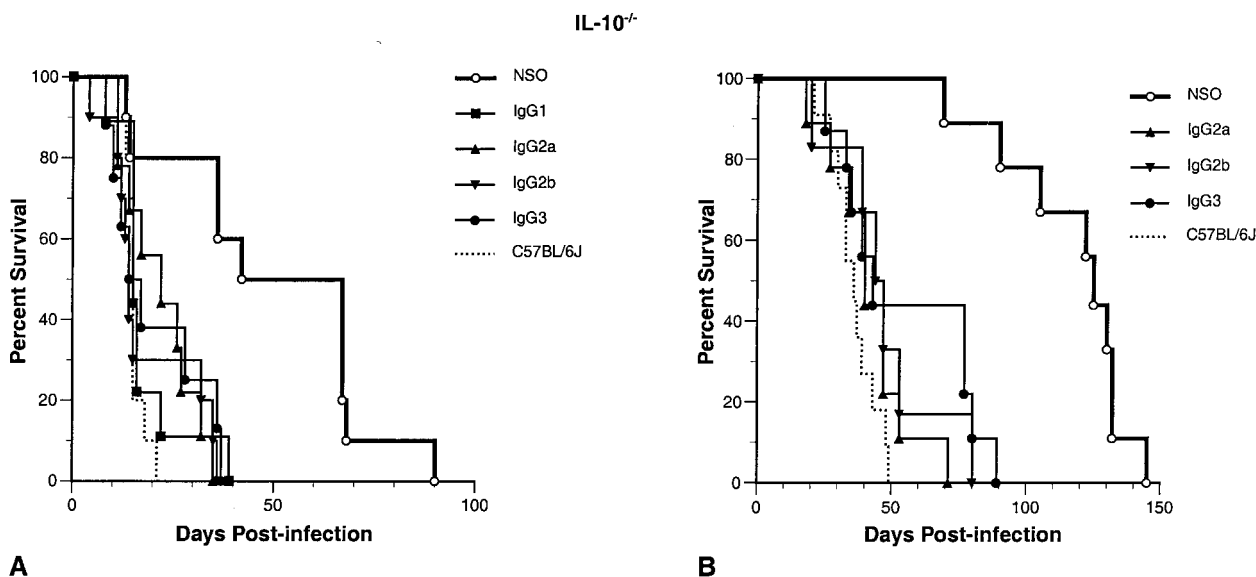 IL-10-/-
100
80
60
40
20
0
Percent Survival
0
50
100
Days Post-infection
NSO
IgG1
IgG2a
IgG2b
IgG3
C57BL/6J
A
100
80
60
40
20
0
Percent Survival
0
50
100
150
Days Post-infection
NSO
IgG2a
IgG2b
IgG3
C57BL/6J
B